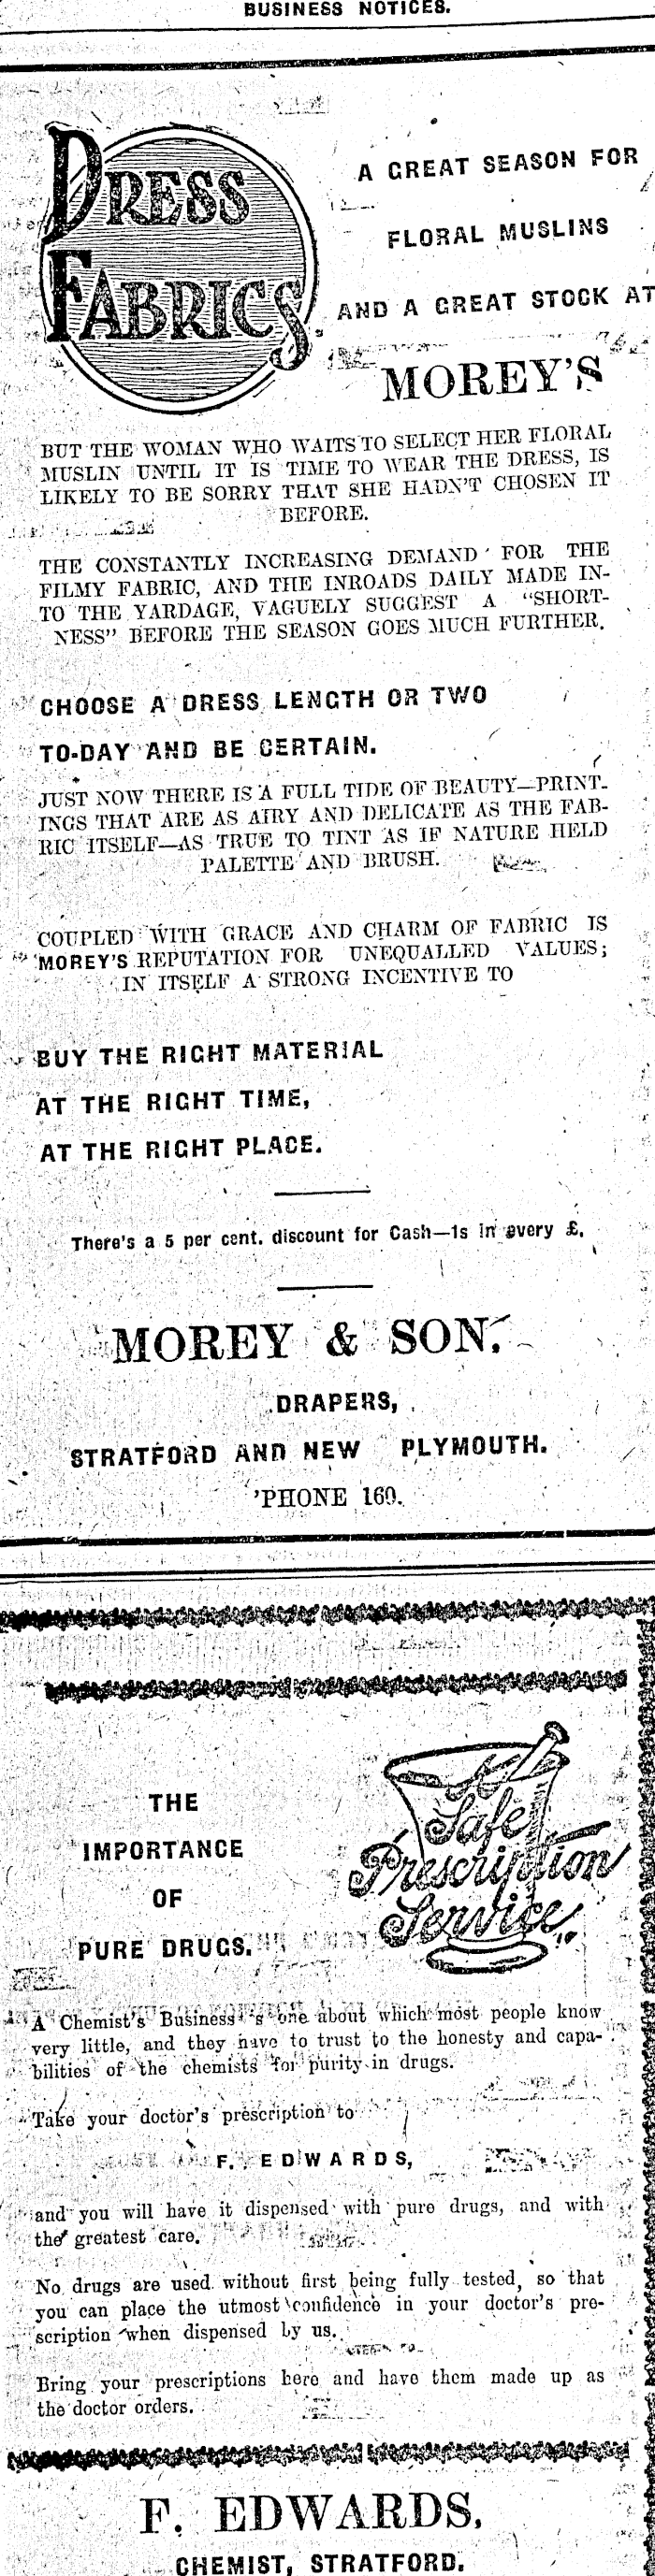 BUSINESS NOTICES.
DRESS
FABRICS
A GREAT SEASON FOR
FLORAL MUSLINS
AND A GREAT STOCK AT
MOREY'S
BUT THE WOMAN WHO WAITS TO SELECT HER FLORAL
MUSLIN UNTIL IT IS TIME TO WEAR THE DRESS, IS
LIKELY TO BE SORRY THAT SHE HADN'T CHOSEN IT
BEFORE.
THE CONSTANTLY INCREASING DEMAND FOR THE
FILMY FABRIC, AND THE INROADS DAILY MADE IN-
TO THE YARDAGE, VAGUELY SUGGEST A "SHORT-
NESS" BEFORE THE SEASON GOES MUCH FURTHER.
CHOOSE A DRESS LENGTH OR TWO
TO-DAY AND BE CERTAIN.
JUST NOW THERE IS A FULL TIDE OF BEAUTY—PRINT-
INGS THAT ARE AS AIRY AND DELICATE AS THE FAB-
RIC ITSELF—AS TRUE TO TINT AS IF NATURE HELD
PALETTE AND BRUSH.
COUPLED WITH GRACE AND CHARM OF FABRIC IS
MOREY'S REPUTATION FOR UNEQUALLED VALUES;
IN ITSELF A STRONG INCENTIVE TO
BUY THE RIGHT MATERIAL
AT THE RIGHT TIME,
AT THE RIGHT PLACE.
There's a 5 per cent. discount for Cash—1s in every £.
MOREY & SON.
DRAPERS,
STRATFORD AND NEW PLYMOUTH.
'PHONE 160.
THE
IMPORTANCE
OF
PURE DRUGS.
Safe
Prescription
Service
A Chemist's Business 's one about which most people know
very little, and they have to trust to the honesty and capa-
bilities of the chemists for purity in drugs.
Take your doctor's prescription to
F. EDWARDS,
and you will have it dispensed with pure drugs, and with
the greatest care.
No drugs are used without first being fully tested, so that
you can place the utmost confidence in your doctor's pre-
scription when dispensed by us.
Bring your prescriptions here and have them made up as
the doctor orders.
F. EDWARDS,
CHEMIST, STRATFORD.